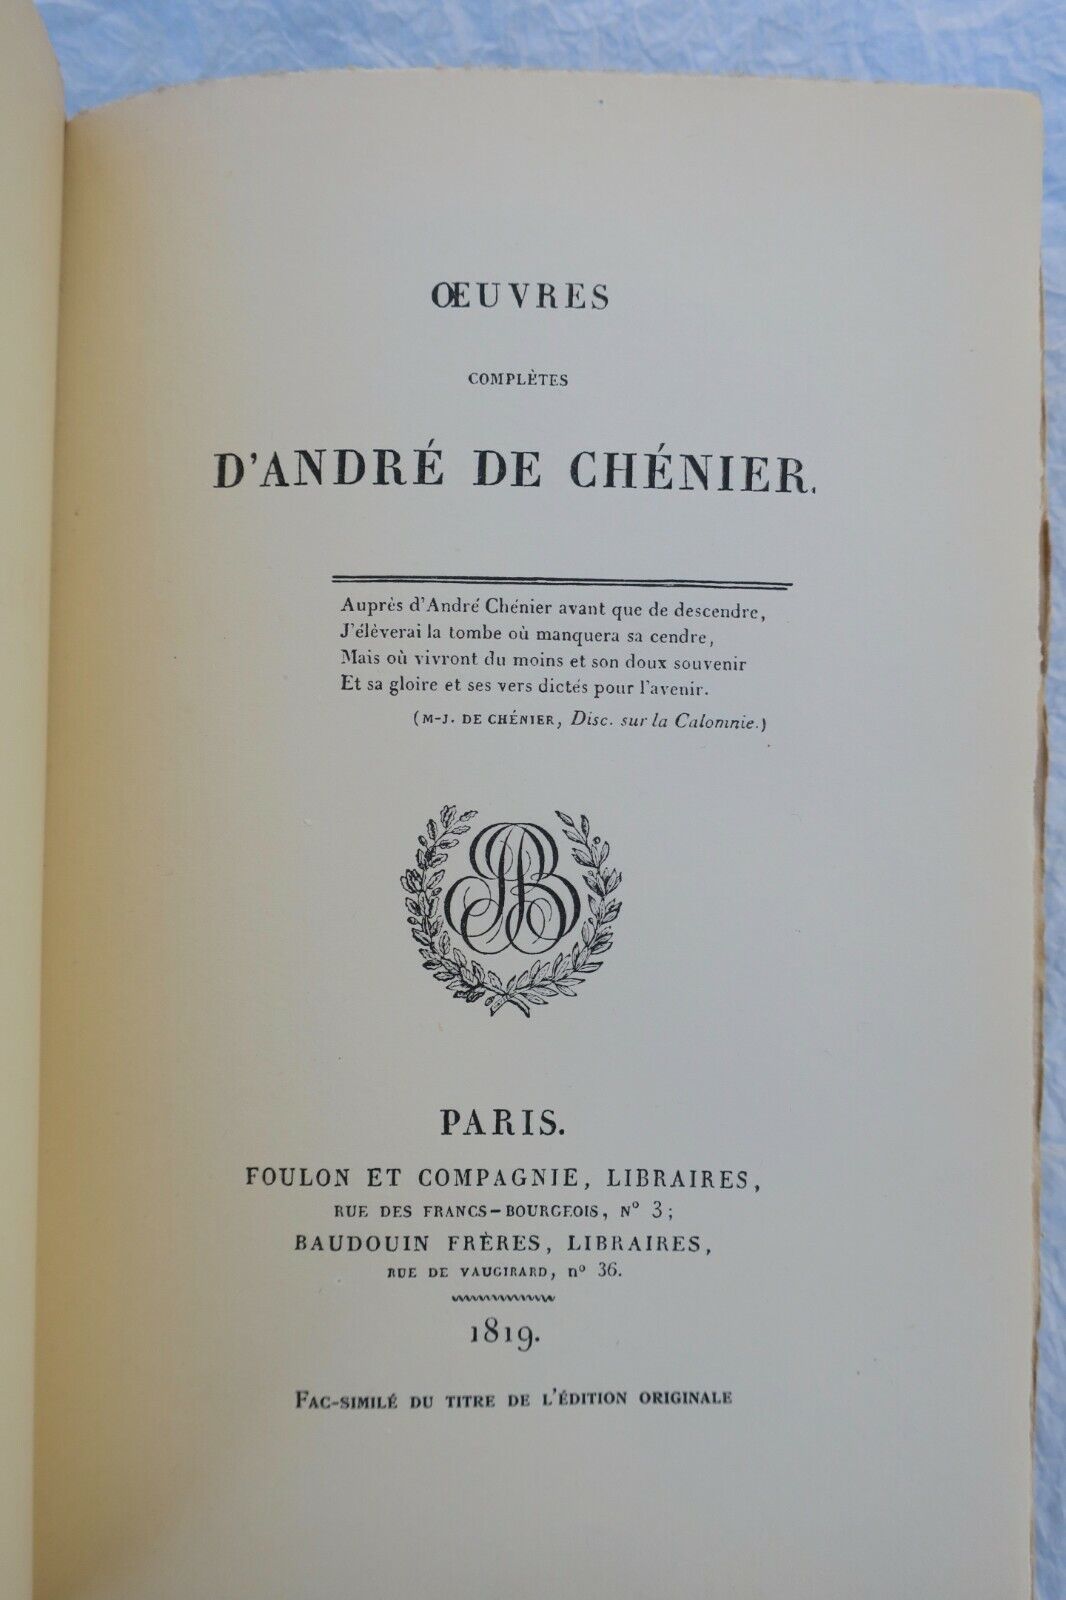 ŒUVRES
COMPLÈTES
D'ANDRÉ DE CHÉNIER.
Auprès d'André Chénier avant que de descendre,
J'élèverai la tombe où manquera sa cendre,
Mais où vivront du moins et son doux souvenir
Et sa gloire et ses vers dictés pour l'avenir.
(M-J. DE CHÉNIER, Disc. sur la Calomnie.)
PARIS.
FOULON ET COMPAGNIE, LIBRAIRES,
RUE DES FRANCS-BOURGEOIS, N° 3;
BAUDOUIN FRÈRES, LIBRAIRES,
RUE DE VAUGIRARD, n° 36.
1819.
FAC-SIMILÉ DU TITRE DE L'ÉDITION ORIGINALE